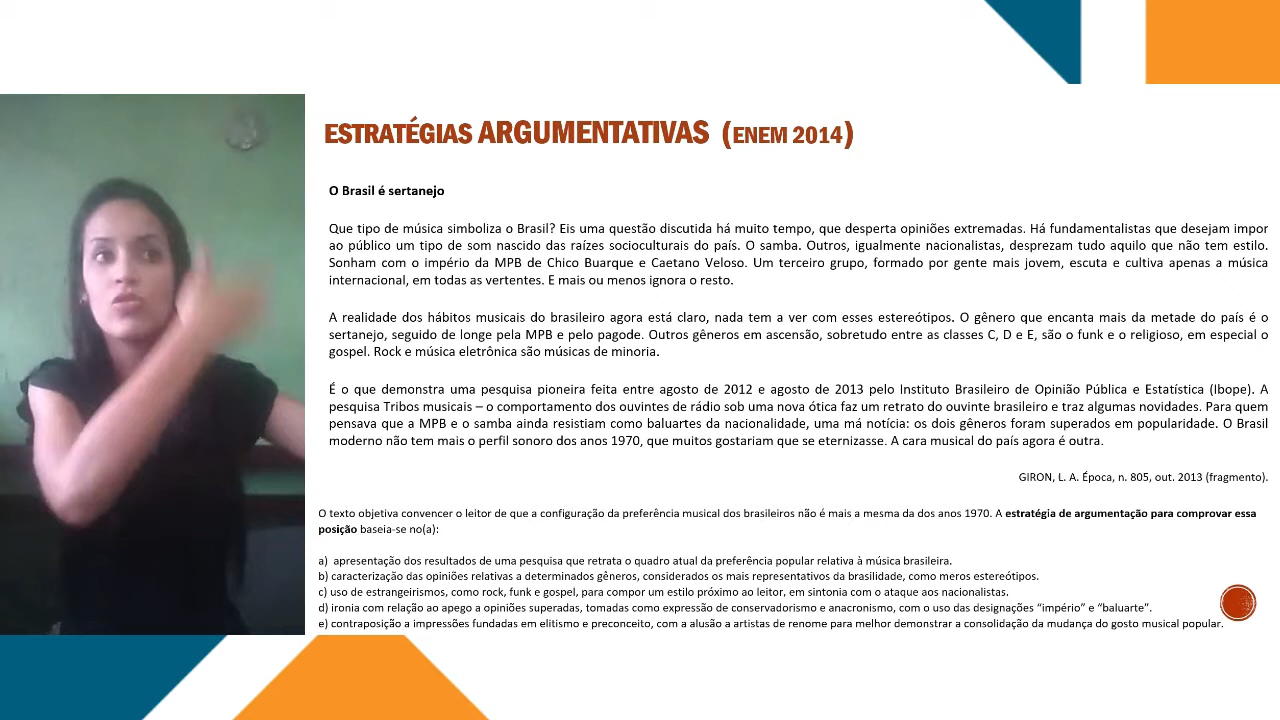 ESTRATÉGIAS ARGUMENTATIVAS (ENEM 2014)
O Brasil é sertanejo
Que tipo de música simboliza o Brasil? Eis uma questão discutida há muito tempo, que desperta opiniões extremadas. Há fundamentalistas que desejam impor
ao público um tipo de som nascido das raízes socioculturais do país. O samba. Outros, igualmente nacionalistas, desprezam tudo aquilo que não tem estilo.
Sonham com o império da MPB de Chico Buarque e Caetano Veloso. Um terceiro grupo, formado por gente mais jovem, escuta e cultiva apenas a música
internacional, em todas as vertentes. E mais ou menos ignora o resto.
A realidade dos hábitos musicais do brasileiro agora está claro, nada tem a ver com esses estereótipos. O gênero que encanta mais da metade do país é o
sertanejo, seguido de longe pela MPB e pelo pagode. Outros gêneros em ascensão, sobretudo entre as classes C, D e E, são o funk e o religioso, em especial o
gospel. Rock e música eletrônica são músicas de minoria.
É o que demonstra uma pesquisa pioneira feita entre agosto de 2012 e agosto de 2013 pelo Instituto Brasileiro de Opinião Pública e Estatística (Ibope). A
pesquisa Tribos musicais – o comportamento dos ouvintes de rádio sob uma nova ótica faz um retrato do ouvinte brasileiro e traz algumas novidades. Para quem
pensava que a MPB e o samba ainda resistiam como baluartes da nacionalidade, uma má notícia: os dois gêneros foram superados em popularidade. O Brasil
moderno não tem mais o perfil sonoro dos anos 1970, que muitos gostariam que se eternizasse. A cara musical do país agora é outra.
GIRON, L. A. Época, n. 805, out. 2013 (fragmento).
O texto objetiva convencer o leitor de que a configuração da preferência musical dos brasileiros não é mais a mesma da dos anos 1970. A estratégia de argumentação para comprovar essa
posição baseia-se no(a):
a) apresentação dos resultados de uma pesquisa que retrata o quadro atual da preferência popular relativa à música brasileira.
b) caracterização das opiniões relativas a determinados gêneros, considerados os mais representativos da brasilidade, como meros estereótipos.
c) uso de estrangeirismos, como rock, funk e gospel, para compor um estilo próximo ao leitor, em sintonia com o ataque aos nacionalistas.
d) ironia com relação ao apego a opiniões superadas, tomadas como expressão de conservadorismo e anacronismo, com o uso das designações “império” e “baluarte”.
e) contraposição a impressões fundadas em elitismo e preconceito, com a alusão a artistas de renome para melhor demonstrar a consolidação da mudança do gosto musical popular.